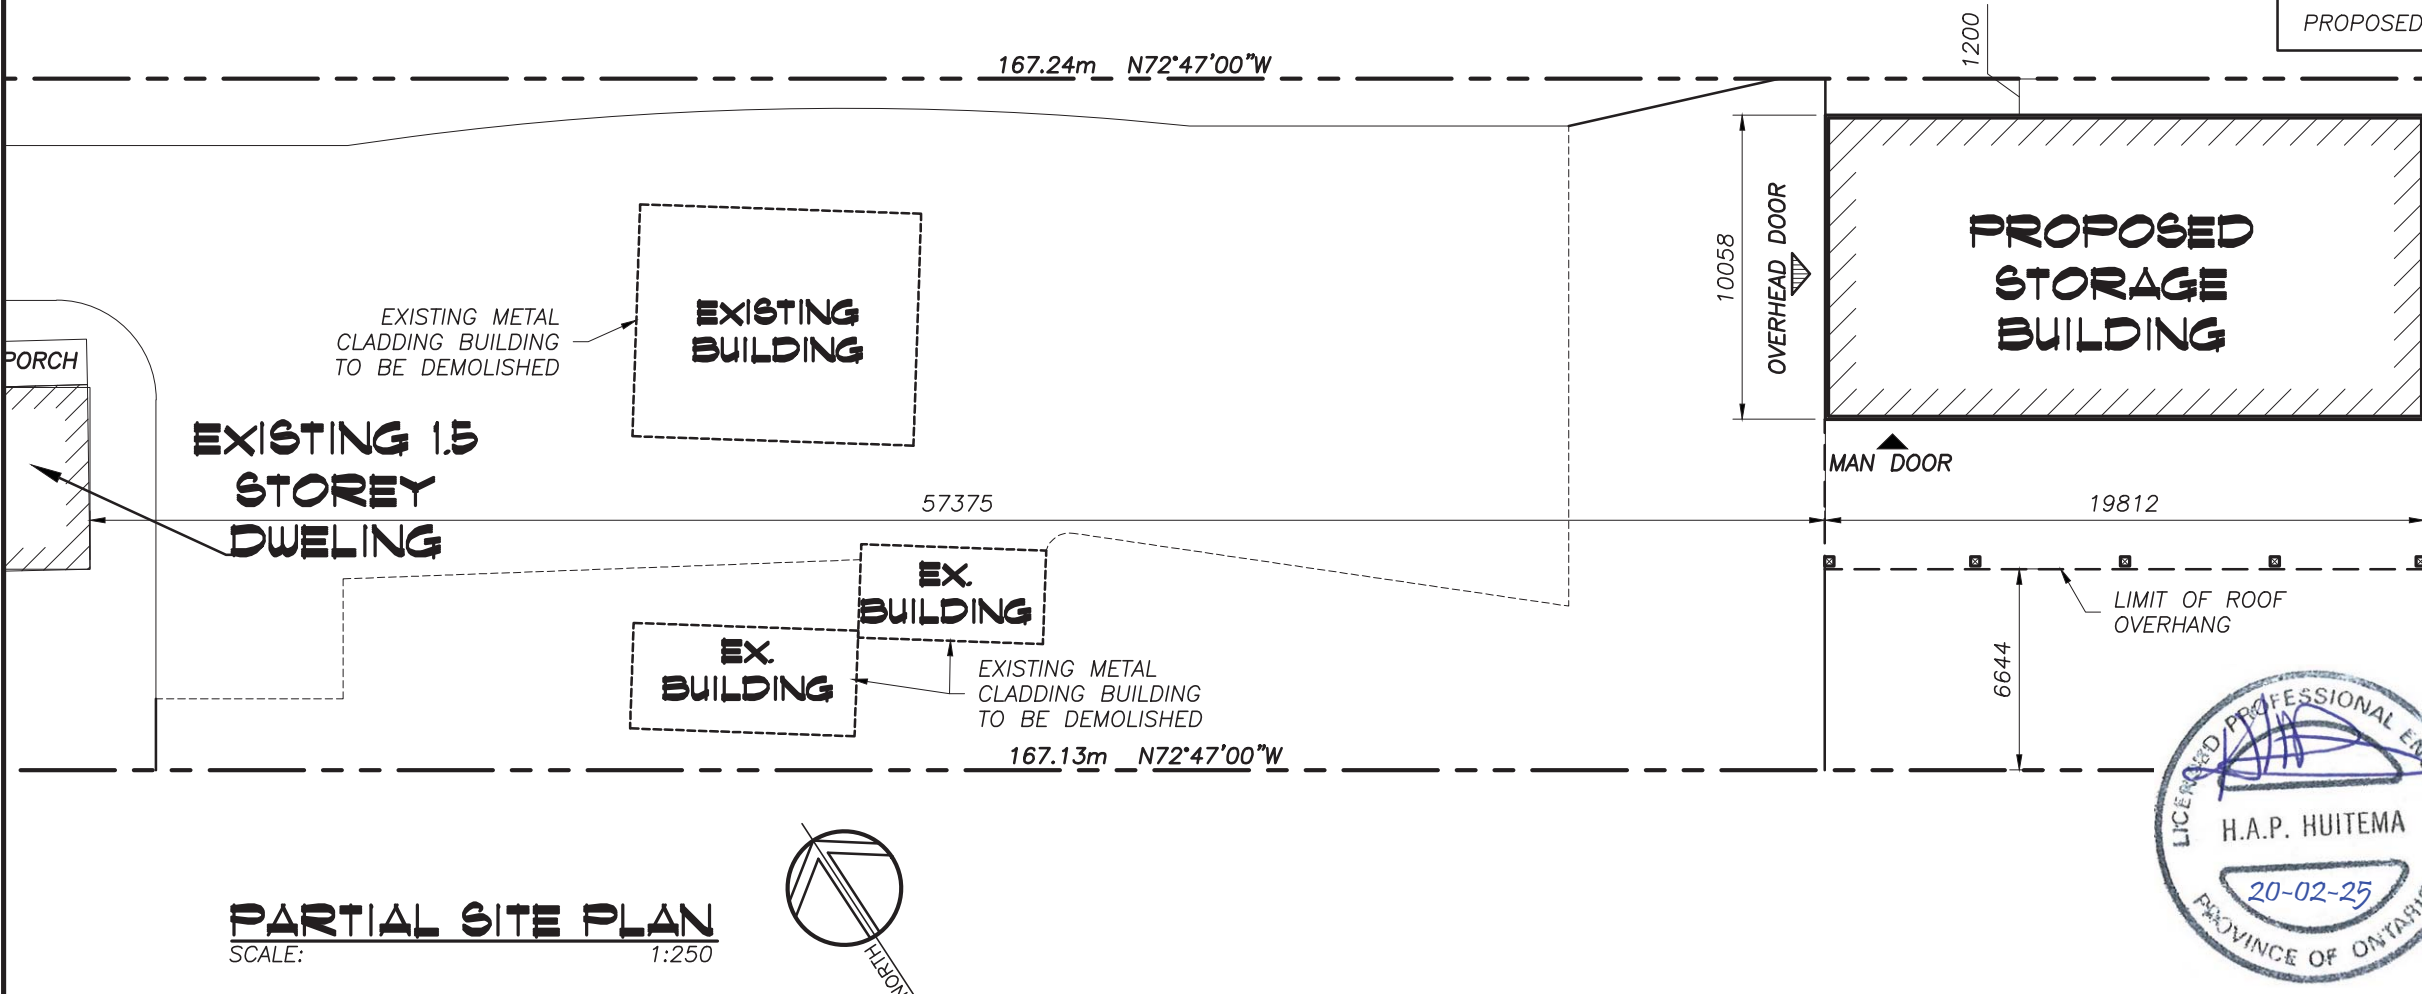 PROPOSED
1200
167.24m N72°47'00"W
PROPOSED
STORAGE
BUILDING
10058
OVERHEAD DOOR
EXISTING METAL
CLADDING BUILDING
TO BE DEMOLISHED
EXISTING
BUILDING
PORCH
EXISTING 1.5
STOREY
DWELING
MAN DOOR
57375
19812
EX.
BUILDING
EX.
BUILDING
LIMIT OF ROOF
OVERHANG
6644
EXISTING METAL
CLADDING BUILDING
TO BE DEMOLISHED
167.13m N72°47'00"W
LICENSED PROFESSIONAL
H.A.P. HUITEMA
20-02-25
PROVINCE OF ONTARIO
PARTIAL SITE PLAN
SCALE: 1:250
NORTH